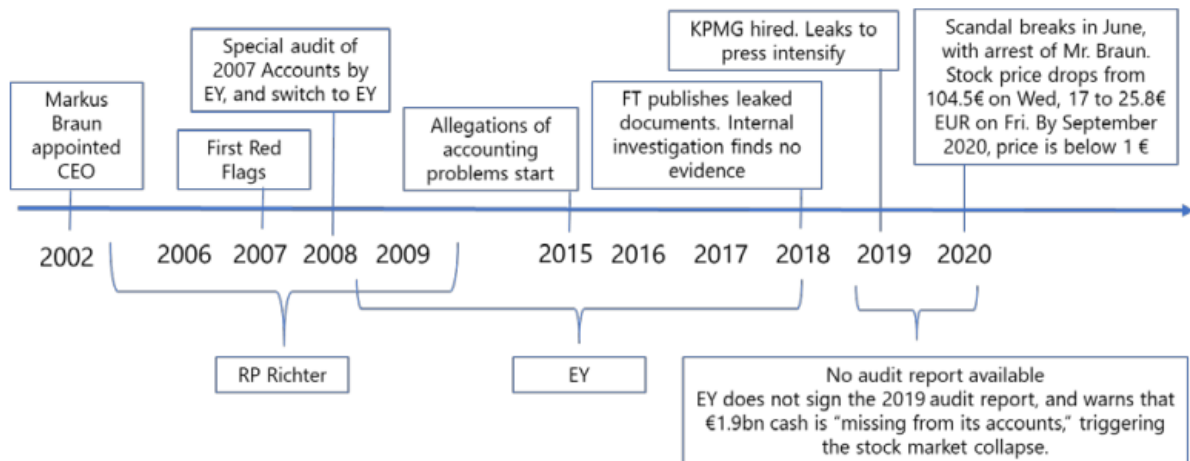 Markus
Braun
appointed
CEO
First Red
Flags
Special audit of
2007 Accounts by
EY, and switch to EY
Allegations of
accounting
problems start
FT publishes leaked
documents. Internal
investigation finds no
evidence
KPMG hired. Leaks to
press intensify
Scandal breaks in June,
with arrest of Mr. Braun.
Stock price drops from
104.5€ on Wed, 17 to 25.8€
EUR on Fri. By September
2020, price is below 1 €
2002 2006 2007 2008 2009 2015 2016 2017 2018 2019 2020
RP Richter
EY
No audit report available
EY does not sign the 2019 audit report, and warns that
€1.9bn cash is “missing from its accounts,” triggering
the stock market collapse.